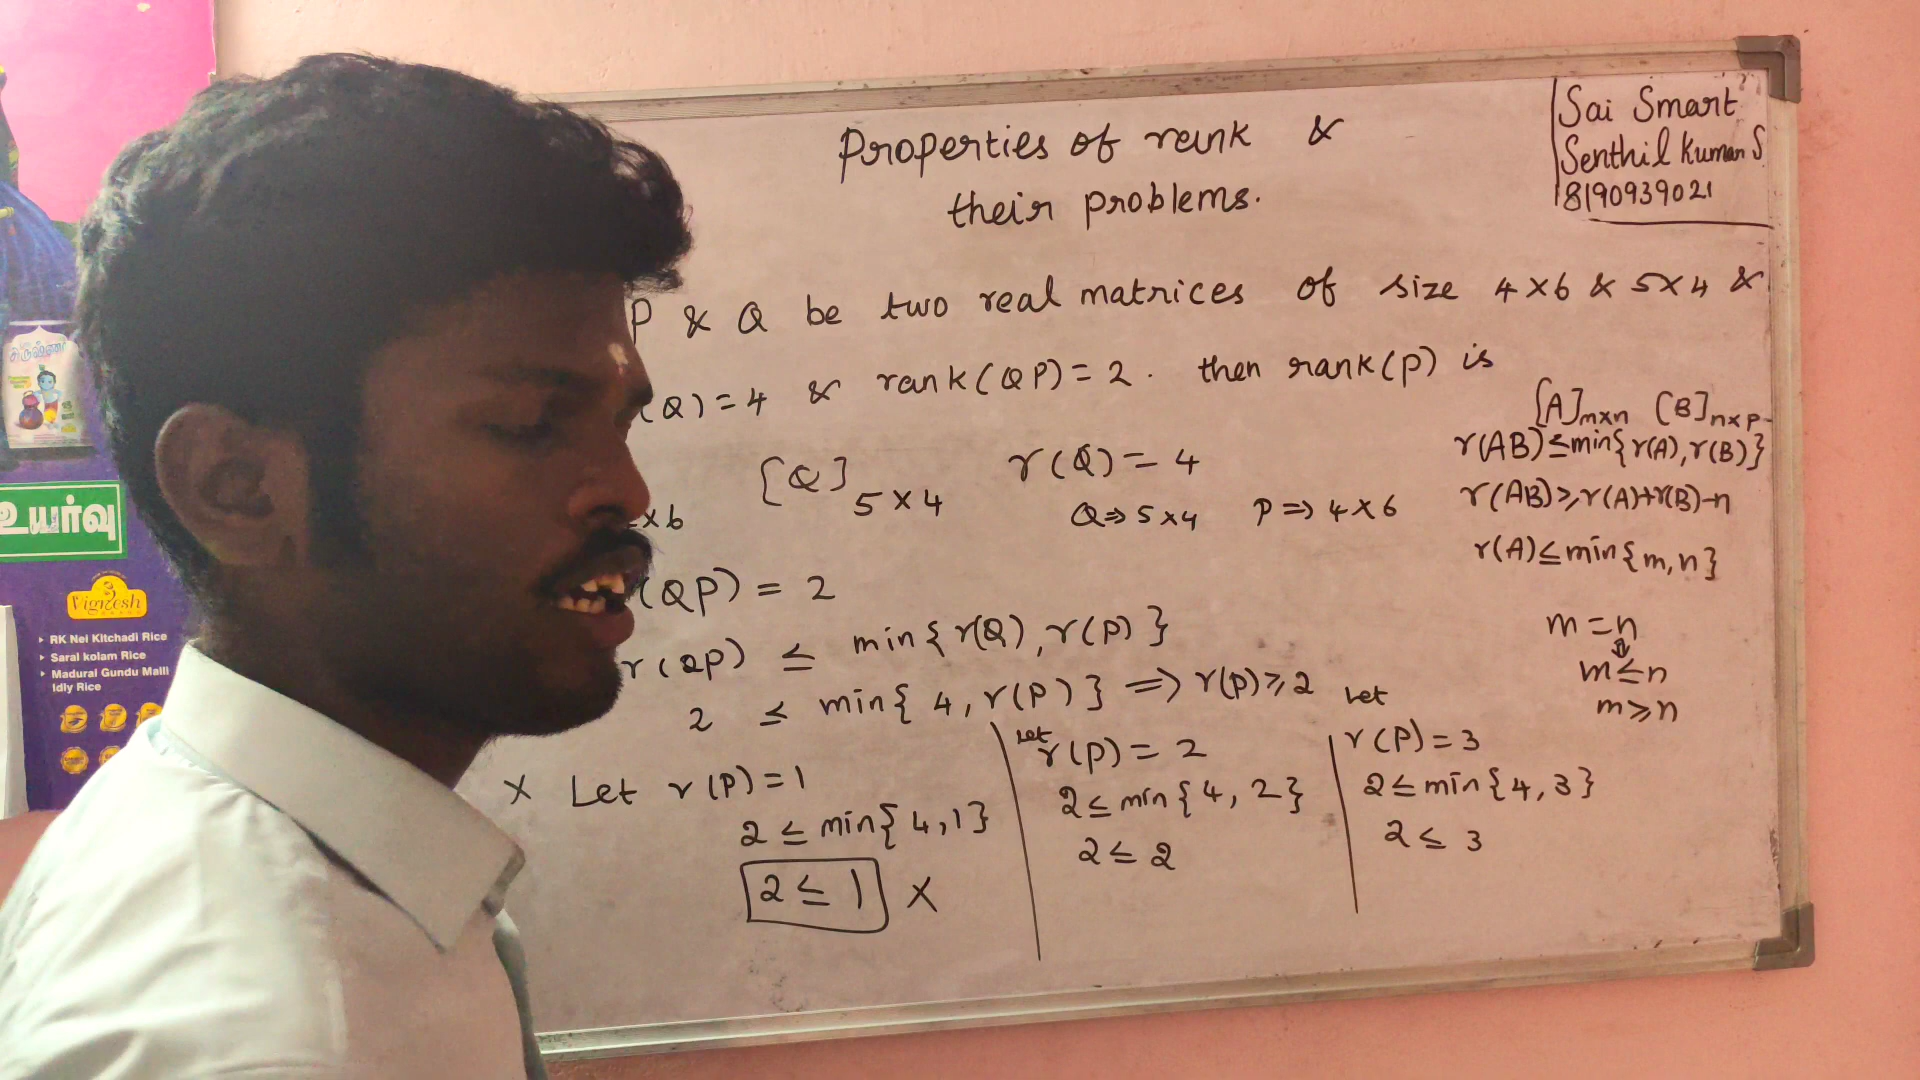 Properties of rank &
their problems.
Sai Smart
Senthil Kumar S
8190939021
P & Q be two real matrices of size 4×6 & 5×4 &
(Q)=4 & rank(QP)=2. then rank(P) is
[A]m×n [B]n×p
r(AB)≤min{r(A),r(B)}
r(AB)≥r(A)+r(B)-n
r(A)≤min{m,n}
m=n
⇓
m≤n
m≥n
×6 [Q]5×4 r(Q)=4
Q⇒5×4 P⇒4×6
(QP)=2
r(QP) ≤ min{r(Q),r(P)}
2 ≤ min{4,r(P)} ⇒ r(P)≥2
× Let r(P)=1
2≤min{4,1}
2≤1 ×
Let r(P)=2
2≤min{4,2}
2≤2
Let
r(P)=3
2≤min{4,3}
2≤3
உயர்வு
Vignesh
RK Nel Kitchadi Rice
Saral kolam Rice
Madurai Gundu Malli
Idly Rice